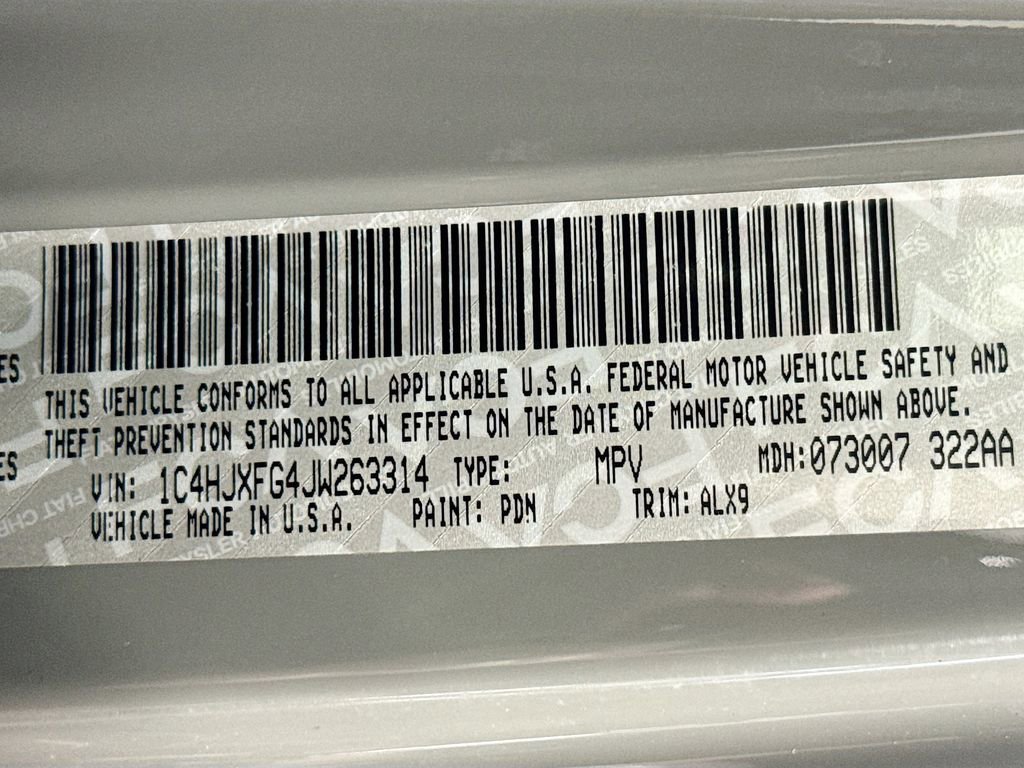 THIS VEHICLE CONFORMS TO ALL APPLICABLE U.S.A. FEDERAL MOTOR VEHICLE SAFETY AND
THEFT PREVENTION STANDARDS IN EFFECT ON THE DATE OF MANUFACTURE SHOWN ABOVE.
VIN: 1C4HJXFG4JW263314 TYPE: MPV MDH: 073007 322AA
VEHICLE MADE IN U.S.A. PAINT: PDN TRIM: ALX9